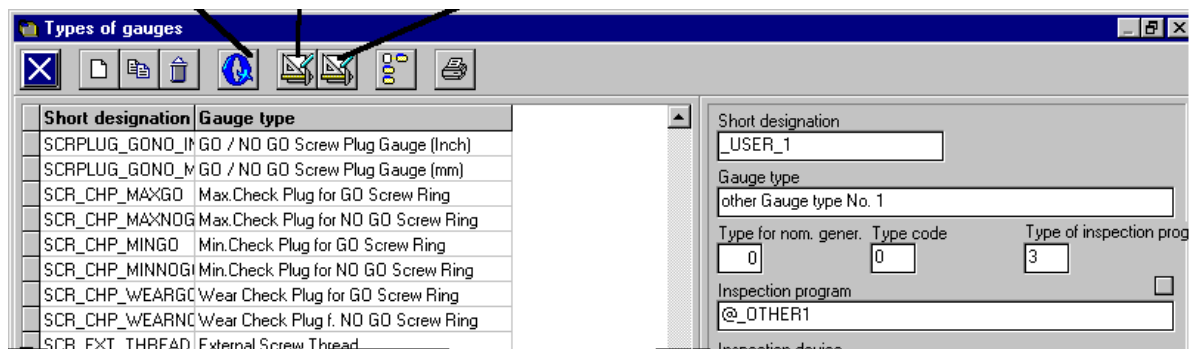 Types of gauges
Short designation Gauge type
SCRPLUG_GONO_IN GO / NO GO Screw Plug Gauge (Inch)
SCRPLUG_GONO_M GO / NO GO Screw Plug Gauge (mm)
SCR_CHP_MAXGO Max.Check Plug for GO Screw Ring
SCR_CHP_MAXNOG Max.Check Plug for NO GO Screw Ring
SCR_CHP_MINGO Min.Check Plug for GO Screw Ring
SCR_CHP_MINNOG Min.Check Plug for NO GO Screw Ring
SCR_CHP_WEARGO Wear Check Plug for GO Screw Ring
SCR_CHP_WEARNO Wear Check Plug f. NO GO Screw Ring
SCR_EXT_THREAD External Screw Thread
Short designation
_USER_1
Gauge type
other Gauge type No. 1
Type for nom. gener. Type code Type of inspection prog
0 0 3
Inspection program
@_OTHER1
Inspection device